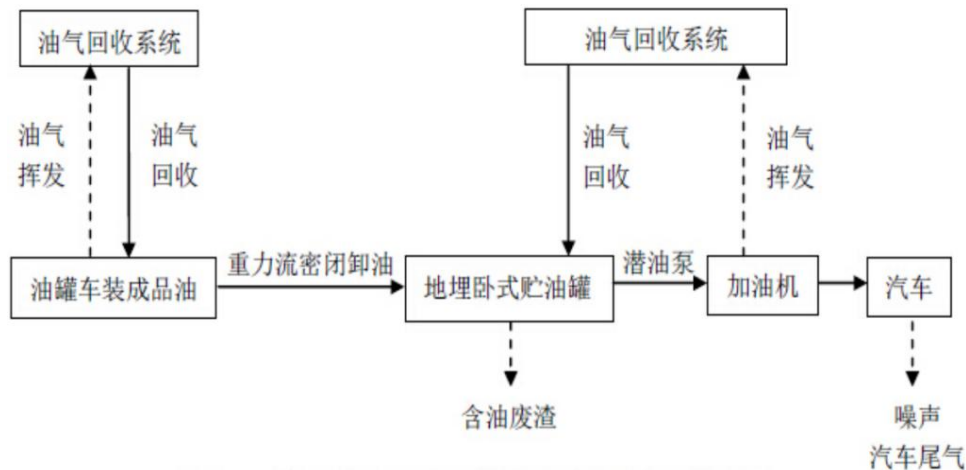 油气回收系统
油气回收系统
油气
挥发
油气
回收
油气
回收
油气
挥发
油罐车装成品油
重力流密闭卸油
地埋卧式贮油罐
潜油泵
加油机
汽车
含油废渣
噪声
汽车尾气